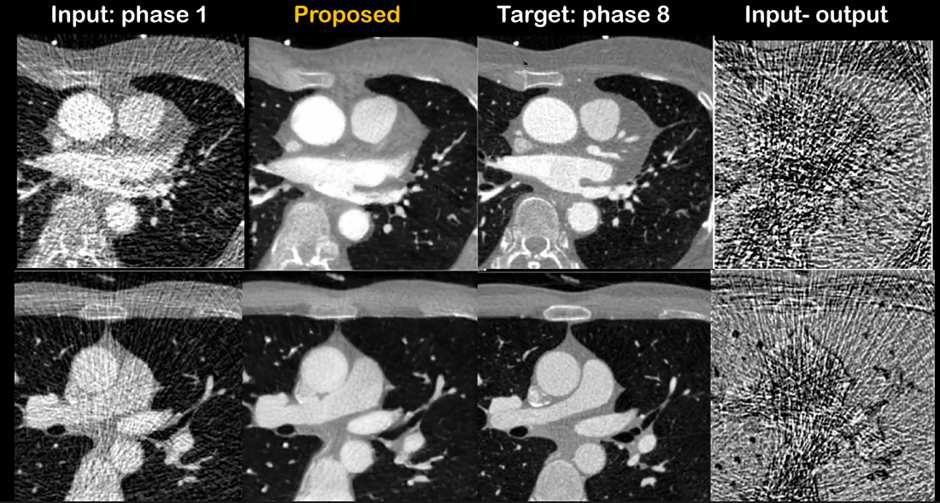 Input: phase 1
Proposed
Target: phase 8
Input- output